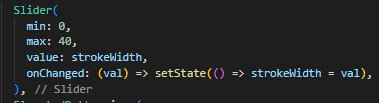 Slider(
  min: 0,
  max: 40,
  value: strokeWidth,
  onChanged: (val) => setState(() => strokeWidth = val),
), // Slider